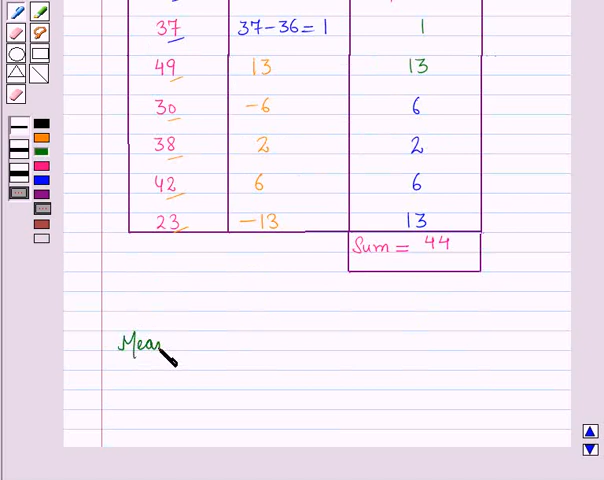 37 37-36=1 1
49 13 13
30 -6 6
38 2 2
42 6 6
23 -13 13
Sum = 44
Mea